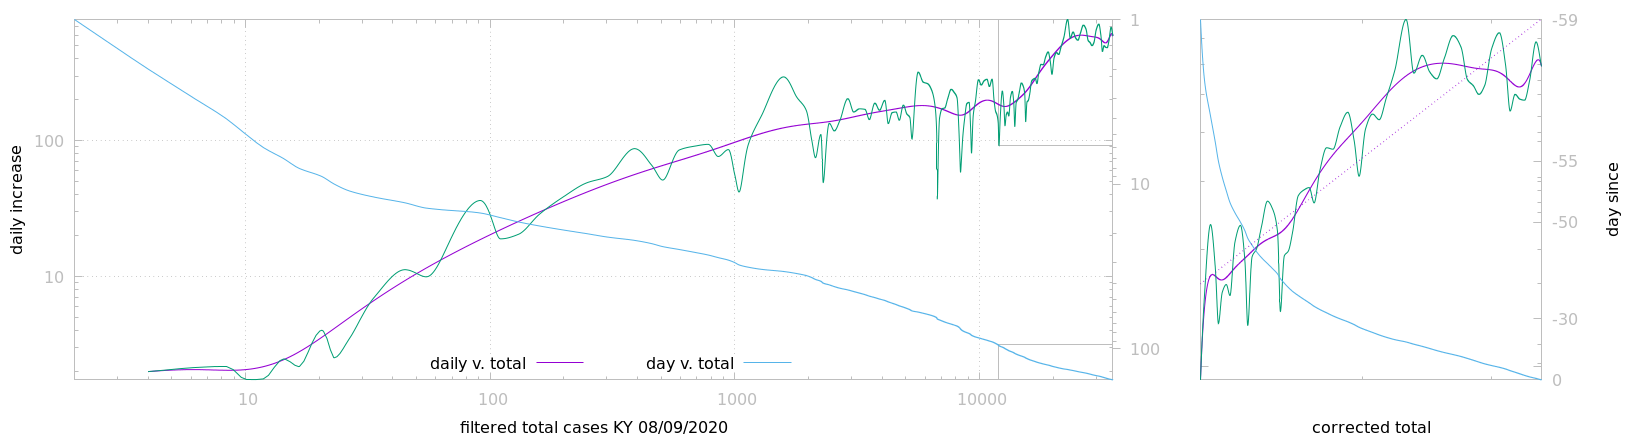 daily increase
100
10
10
100
1000
10000
1
10
100
daily v. total
day v. total
filtered total cases KY 08/09/2020
-59
-55
-50
-30
0
day since
corrected total